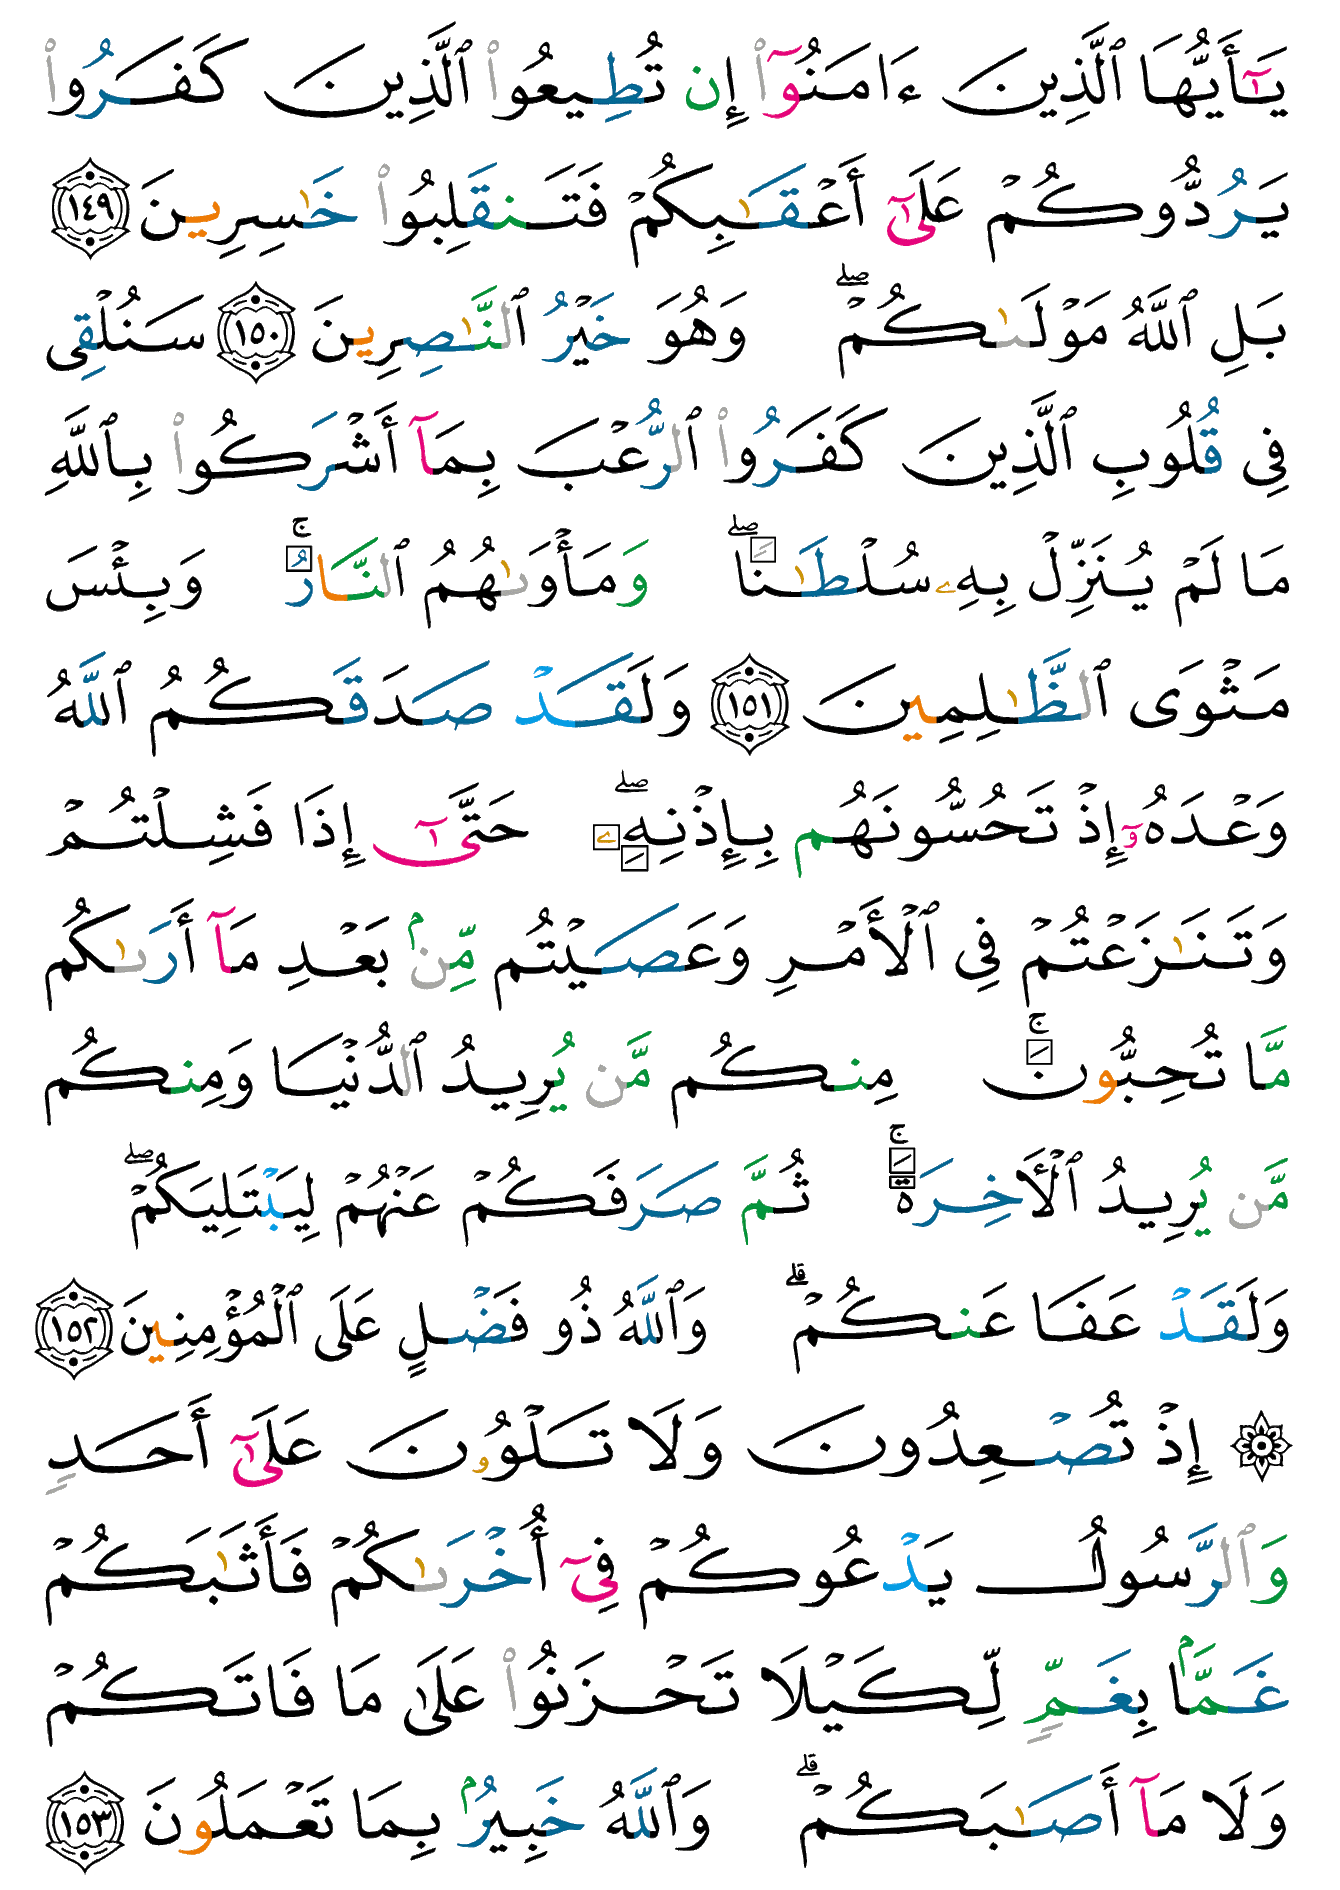 يَـٰٓأَيُّهَا ٱلَّذِينَ ءَامَنُوٓا۟ إِن تُطِيعُوا۟ ٱلَّذِينَ كَفَرُوا۟
يَرُدُّوكُمْ عَلَىٰٓ أَعْقَـٰبِكُمْ فَتَنقَلِبُوا۟ خَـٰسِرِينَ ١٤٩
بَلِ ٱللَّهُ مَوْلَىٰكُمْ ۖ وَهُوَ خَيْرُ ٱلنَّـٰصِرِينَ ١٥٠ سَنُلْقِى
فِى قُلُوبِ ٱلَّذِينَ كَفَرُوا۟ ٱلرُّعْبَ بِمَآ أَشْرَكُوا۟ بِٱللَّهِ
مَا لَمْ يُنَزِّلْ بِهِۦ سُلْطَـٰنًا ۖ وَمَأْوَىٰهُمُ ٱلنَّارُ ۚ وَبِئْسَ
مَثْوَى ٱلظَّـٰلِمِينَ ١٥١ وَلَقَدْ صَدَقَكُمُ ٱللَّهُ
وَعْدَهُۥٓ إِذْ تَحُسُّونَهُم بِإِذْنِهِۦ ۖ حَتَّىٰٓ إِذَا فَشِلْتُمْ
وَتَنَـٰزَعْتُمْ فِى ٱلْأَمْرِ وَعَصَيْتُم مِّنۢ بَعْدِ مَآ أَرَىٰكُم
مَّا تُحِبُّونَ ۚ مِنكُم مَّن يُرِيدُ ٱلدُّنْيَا وَمِنكُم
مَّن يُرِيدُ ٱلْـَٔاخِرَةَ ۚ ثُمَّ صَرَفَكُمْ عَنْهُمْ لِيَبْتَلِيَكُمْ ۖ
وَلَقَدْ عَفَا عَنكُمْ ۗ وَٱللَّهُ ذُو فَضْلٍ عَلَى ٱلْمُؤْمِنِينَ ١٥٢
۞ إِذْ تُصْعِدُونَ وَلَا تَلْوُۥنَ عَلَىٰٓ أَحَدٍ
وَٱلرَّسُولُ يَدْعُوكُمْ فِىٓ أُخْرَىٰكُمْ فَأَثَـٰبَكُمْ
غَمًّۢا بِغَمٍّ لِّكَيْلَا تَحْزَنُوا۟ عَلَىٰ مَا فَاتَكُمْ
وَلَا مَآ أَصَـٰبَكُمْ ۗ وَٱللَّهُ خَبِيرٌۢ بِمَا تَعْمَلُونَ ١٥٣